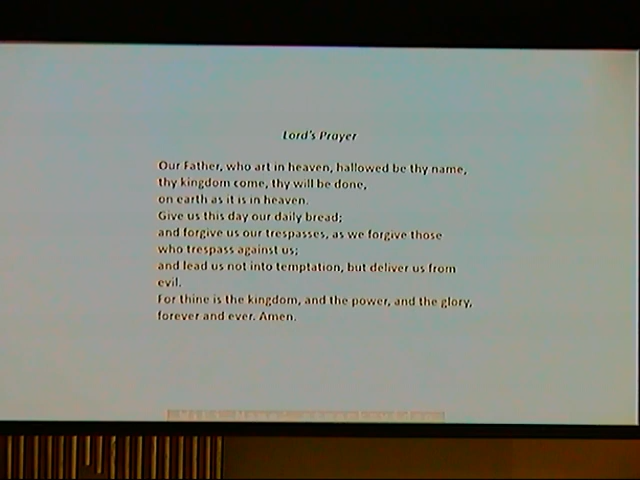 Lord's Prayer
Our Father, who art in heaven, hallowed be thy name,
thy kingdom come, thy will be done,
on earth as it is in heaven.
Give us this day our daily bread;
and forgive us our trespasses, as we forgive those
who trespass against us;
and lead us not into temptation, but deliver us from
evil.
For thine is the kingdom, and the power, and the glory,
forever and ever. Amen.